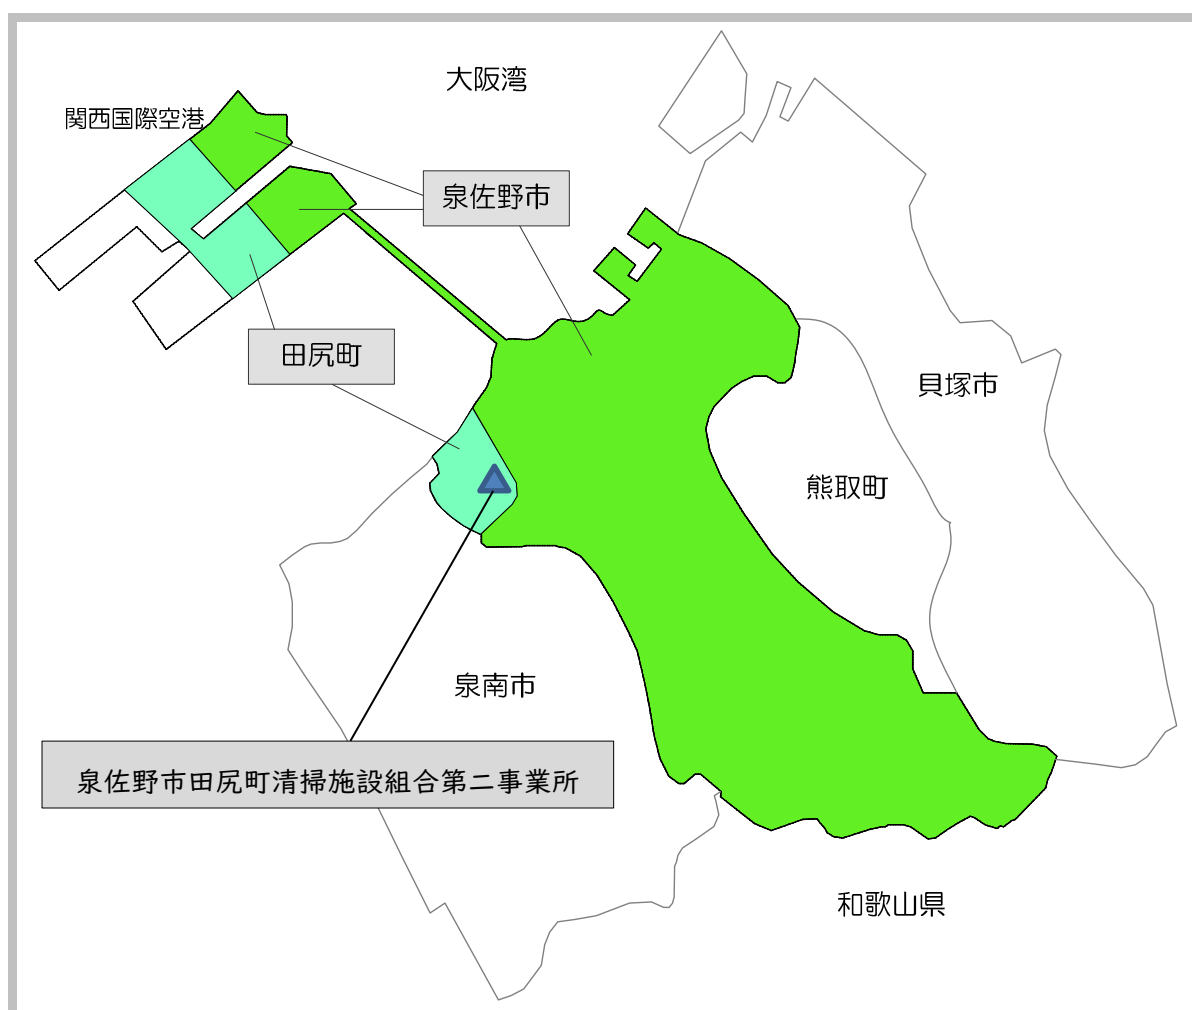 大阪湾
関西国際空港
泉佐野市
田尻町
貝塚市
熊取町
泉南市
泉佐野市田尻町清掃施設組合第二事業所
和歌山県